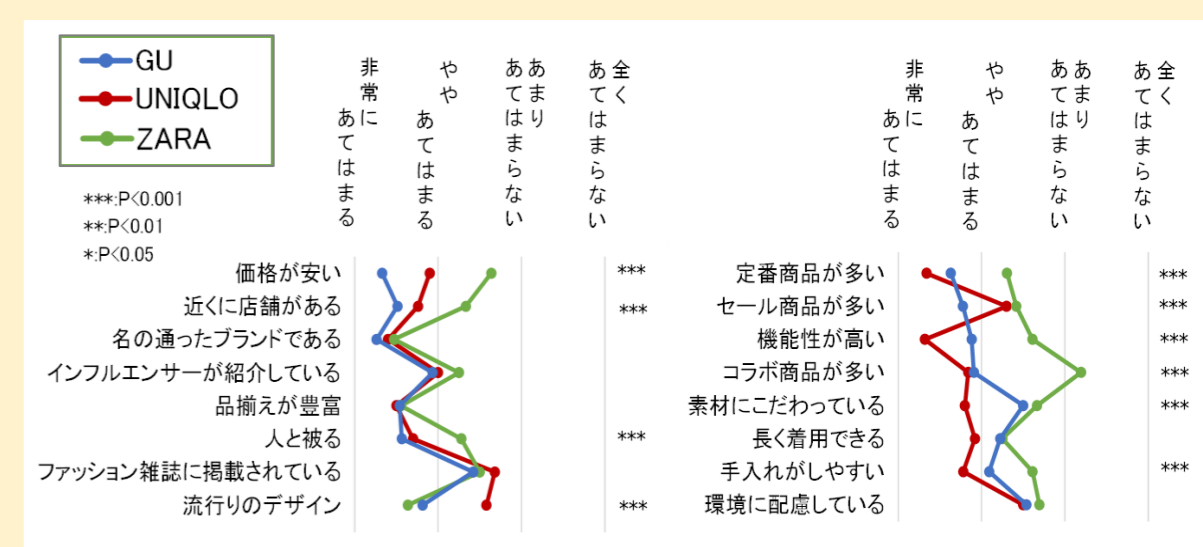 GU
UNIQLO
ZARA
***:P<0.001
**:P<0.01
*:P<0.05
非常に
あてはまる
やや
あてはまる
あまり
あてはまらない
全く
あてはまらない
価格が安い ***
近くに店舗がある ***
名の通ったブランドである
インフルエンサーが紹介している
品揃えが豊富
人と被る ***
ファッション雑誌に掲載されている
流行りのデザイン ***
非常に
あてはまる
やや
あてはまる
あまり
あてはまらない
全く
あてはまらない
定番商品が多い ***
セール商品が多い ***
機能性が高い ***
コラボ商品が多い ***
素材にこだわっている ***
長く着用できる
手入れがしやすい ***
環境に配慮している